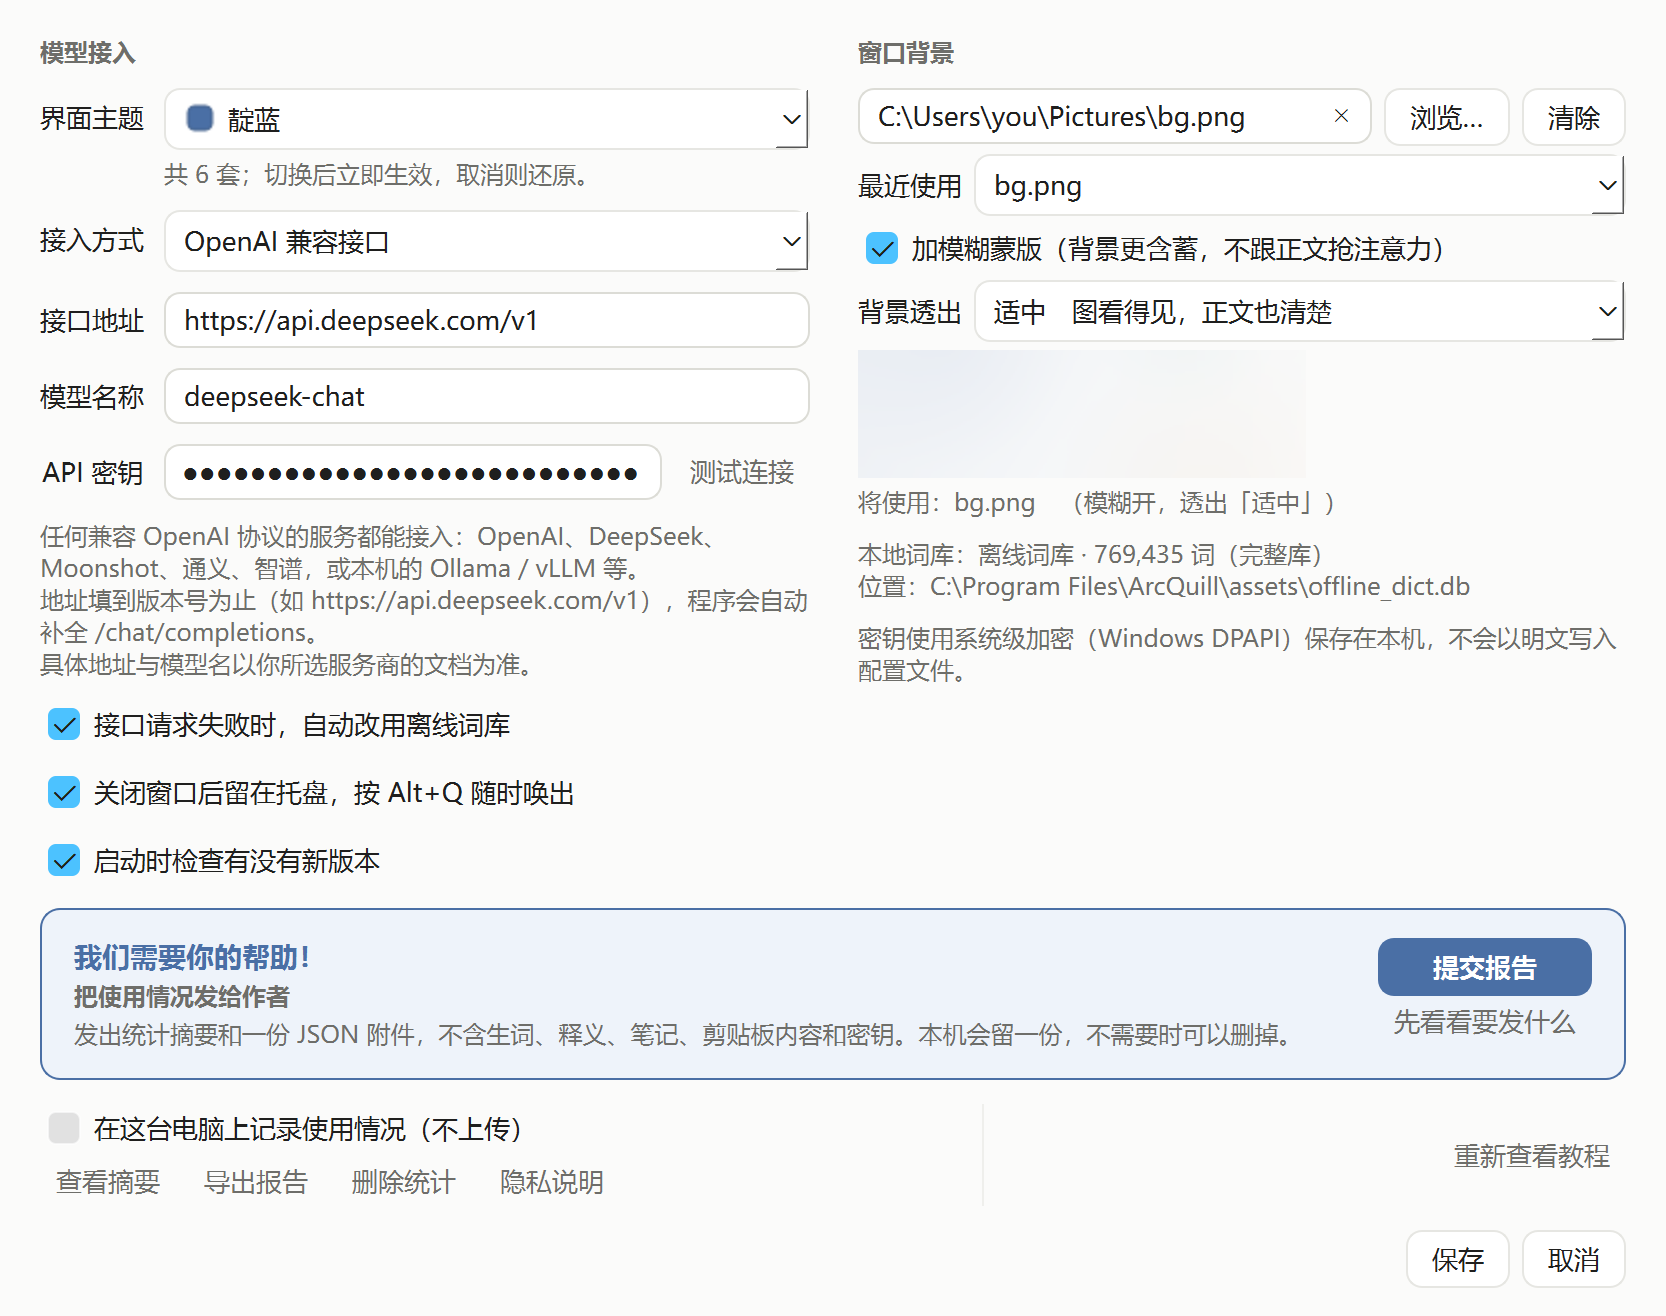 模型接入
界面主题
靛蓝
共 6 套；切换后立即生效，取消则还原。
接入方式
OpenAI 兼容接口
接口地址
https://api.deepseek.com/v1
模型名称
deepseek-chat
API 密钥
●●●●●●●●●●●●●●●●●●●●●●●●●●●
测试连接
任何兼容 OpenAI 协议的服务都能接入：OpenAI、DeepSeek、
Moonshot、通义、智谱，或本机的 Ollama / vLLM 等。
地址填到版本号为止（如 https://api.deepseek.com/v1），程序会自动
补全 /chat/completions。
具体地址与模型名以你所选服务商的文档为准。
接口请求失败时，自动改用离线词库
关闭窗口后留在托盘，按 Alt+Q 随时唤出
启动时检查有没有新版本
窗口背景
C:\Users\you\Pictures\bg.png
浏览...
清除
最近使用
bg.png
加模糊蒙版（背景更含蓄，不跟正文抢注意力）
背景透出
适中　图看得见，正文也清楚
将使用：bg.png　（模糊开，透出「适中」）
本地词库：离线词库 · 769,435 词（完整库）
位置：C:\Program Files\ArcQuill\assets\offline_dict.db
密钥使用系统级加密（Windows DPAPI）保存在本机，不会以明文写入
配置文件。
我们需要你的帮助！
把使用情况发给作者
发出统计摘要和一份 JSON 附件，不含生词、释义、笔记、剪贴板内容和密钥。本机会留一份，不需要时可以删掉。
提交报告
先看看要发什么
在这台电脑上记录使用情况（不上传）
查看摘要
导出报告
删除统计
隐私说明
重新查看教程
保存
取消